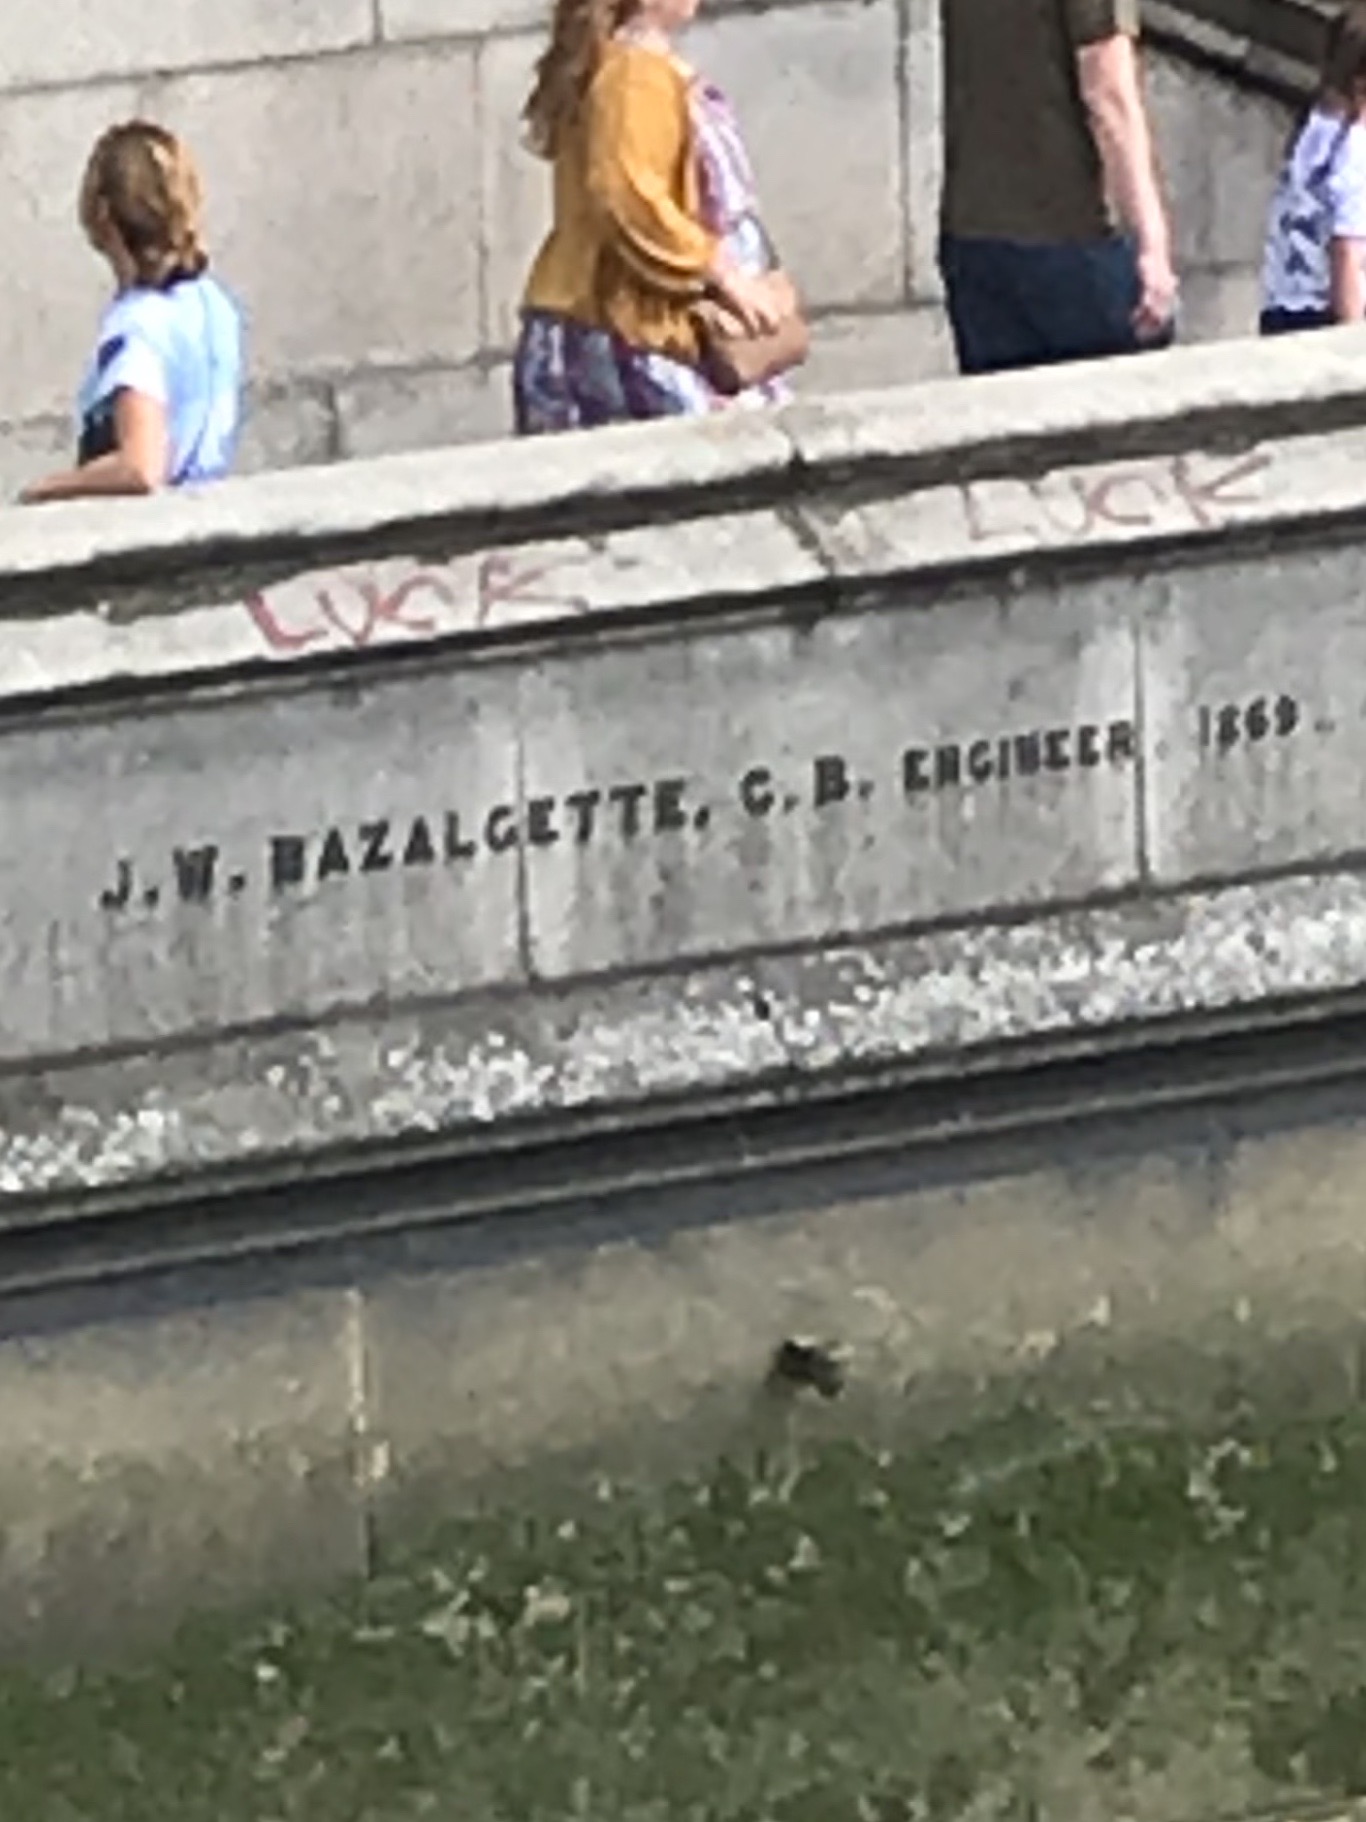 LUCK LUCK
J.W. BAZALGETTE, C.B. ENGINEER. 1869.